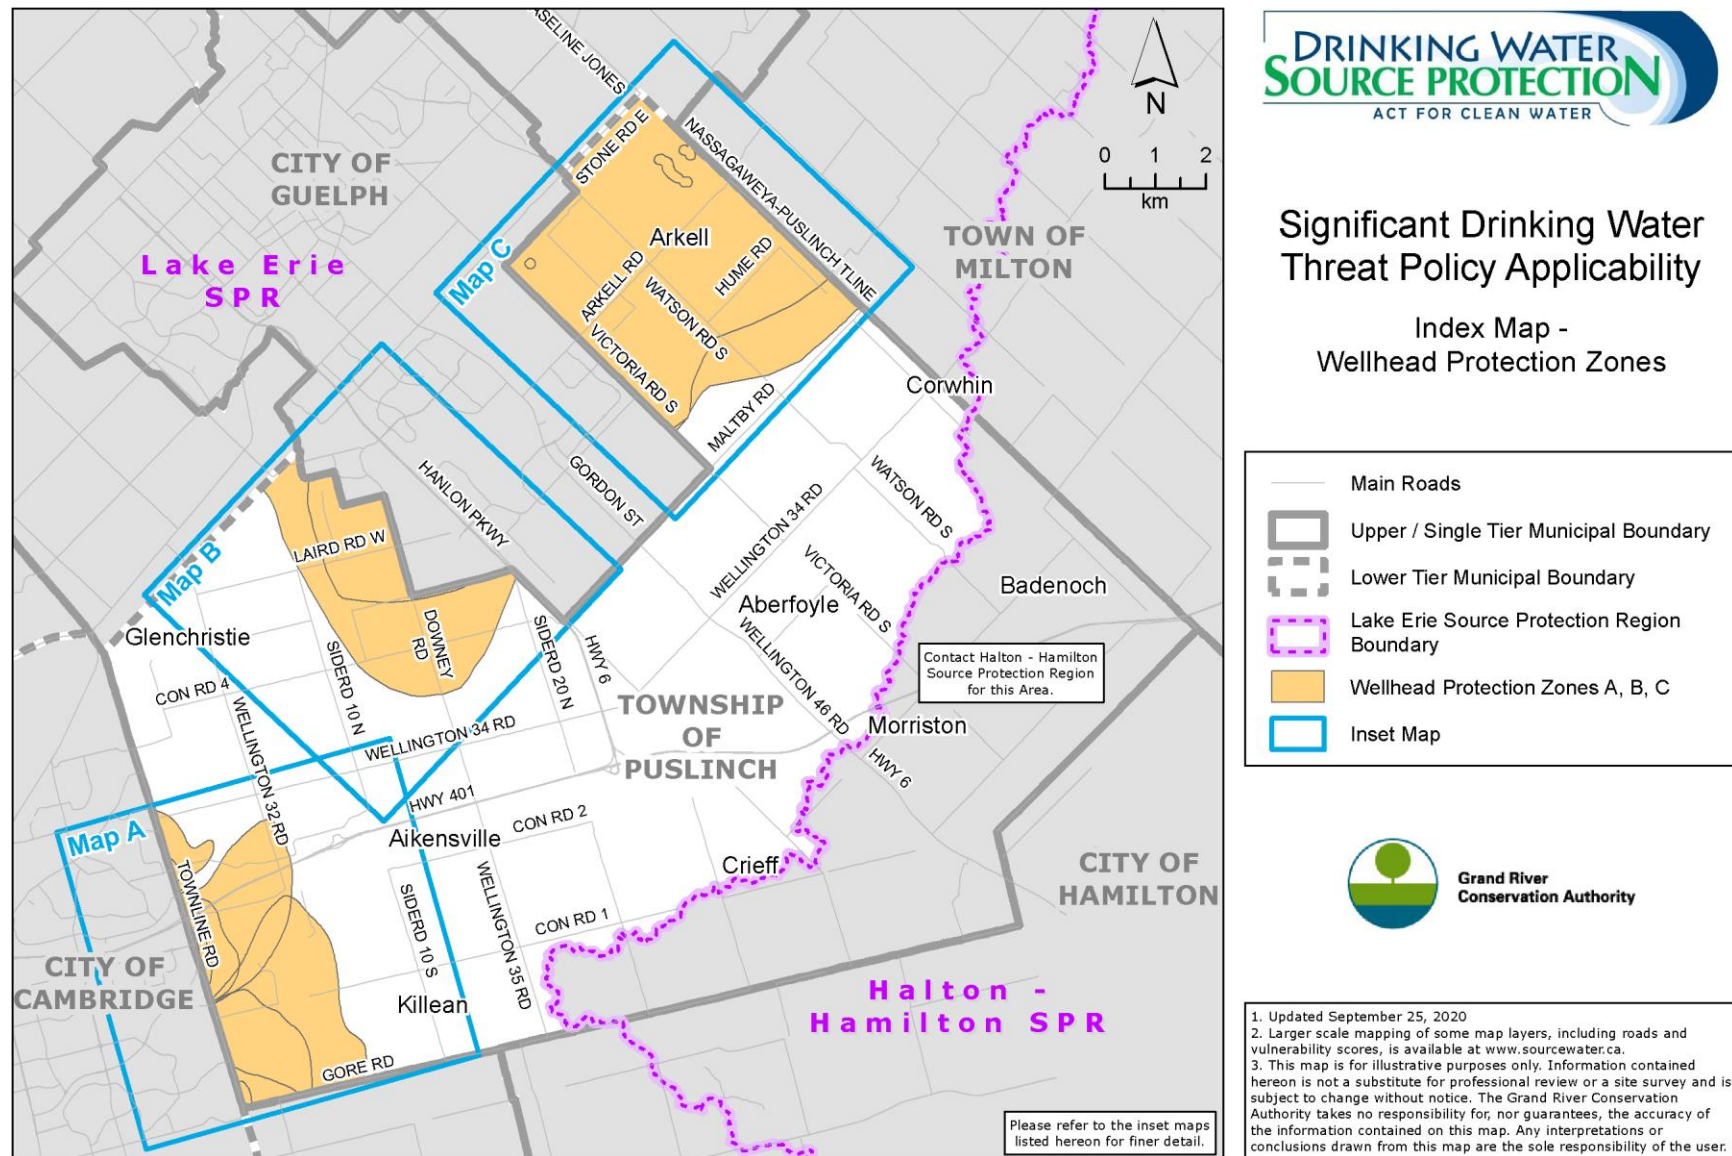 ASELINE JONES
STONE RD E
NASSAGAWEYA-PUSLINCH TLINE
N
0 1 2
km
CITY OF
GUELPH
Lake Erie
SPR
Map C
Arkell
ARKELL RD
HUME RD
WATSON RD S
VICTORIA RD S
TOWN OF
MILTON
MALTBY RD
Corwhin
HANLON PKWY
GORDON ST
WELLINGTON 34 RD
WATSON RD S
LAIRD RD W
Map B
Glenchristie
DOWNEY
RD
SIDERD 10 N
SIDERD 20 N
HWY 6
CON RD 4
WELLINGTON 32 RD
Aberfoyle
VICTORIA RD S
WELLINGTON 46 RD
Badenoch
Contact Halton - Hamilton
Source Protection Region
for this Area.
TOWNSHIP
OF
PUSLINCH
Morriston
HWY 6
WELLINGTON 34 RD
HWY 401
Map A
Aikensville
CON RD 2
Crieff
CITY OF
HAMILTON
TOWNLINE RD
SIDERD 10 S
WELLINGTON 35 RD
CON RD 1
CITY OF
CAMBRIDGE
Killean
GORE RD
Halton -
Hamilton SPR
Please refer to the inset maps
listed hereon for finer detail.
DRINKING WATER
SOURCE PROTECTION
ACT FOR CLEAN WATER
Significant Drinking Water
Threat Policy Applicability
Index Map -
Wellhead Protection Zones
Main Roads
Upper / Single Tier Municipal Boundary
Lower Tier Municipal Boundary
Lake Erie Source Protection Region
Boundary
Wellhead Protection Zones A, B, C
Inset Map
Grand River
Conservation Authority
1. Updated September 25, 2020
2. Larger scale mapping of some map layers, including roads and
vulnerability scores, is available at www.sourcewater.ca.
3. This map is for illustrative purposes only. Information contained
hereon is not a substitute for professional review or a site survey and is
subject to change without notice. The Grand River Conservation
Authority takes no responsibility for, nor guarantees, the accuracy of
the information contained on this map. Any interpretations or
conclusions drawn from this map are the sole responsibility of the user.